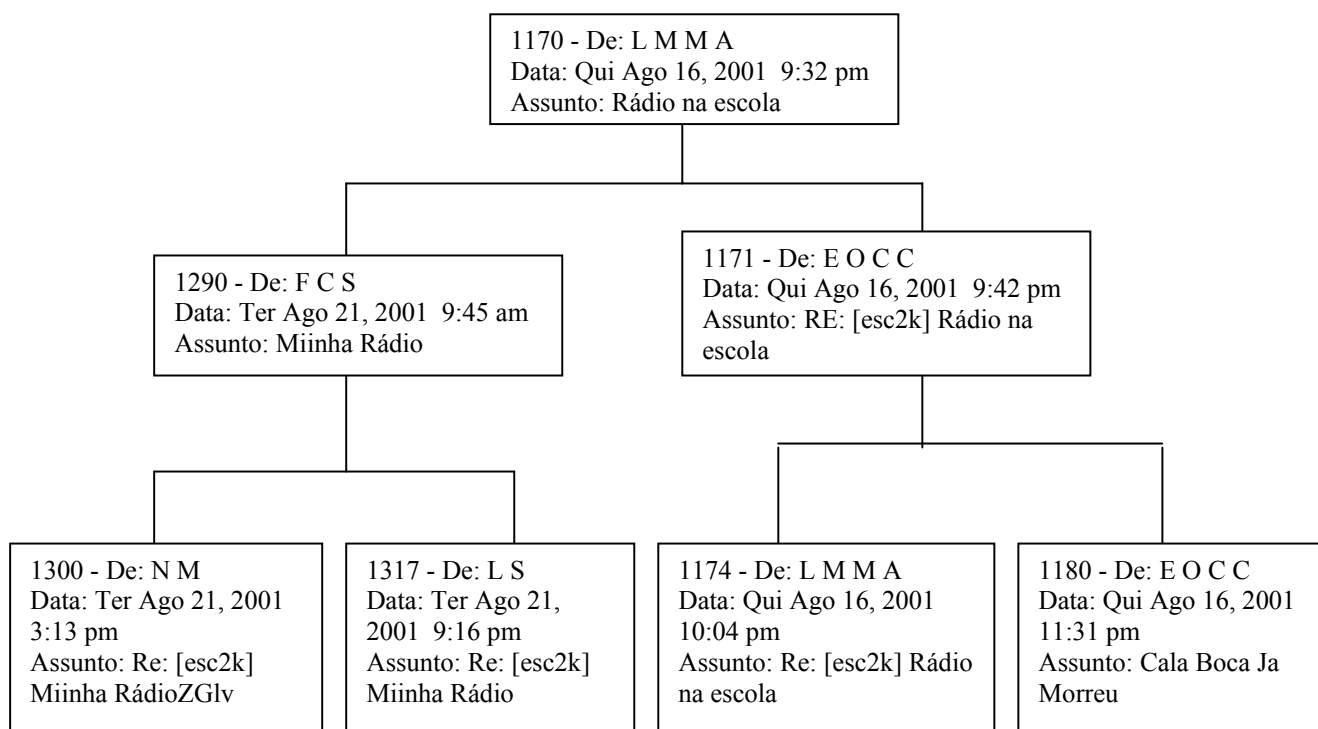 1170 - De: L M M A
Data: Qui Ago 16, 2001  9:32 pm
Assunto: Rádio na escola
1290 - De: F C S
Data: Ter Ago 21, 2001  9:45 am
Assunto: Miinha Rádio
1171 - De: E O C C
Data: Qui Ago 16, 2001  9:42 pm
Assunto: RE: [esc2k] Rádio na
escola
1300 - De: N M
Data: Ter Ago 21, 2001
3:13 pm
Assunto: Re: [esc2k]
Miinha RádioZGlv
1317 - De: L S
Data: Ter Ago 21,
2001  9:16 pm
Assunto: Re: [esc2k]
Miinha Rádio
1174 - De: L M M A
Data: Qui Ago 16, 2001
10:04 pm
Assunto: Re: [esc2k] Rádio
na escola
1180 - De: E O C C
Data: Qui Ago 16, 2001
11:31 pm
Assunto: Cala Boca Ja
Morreu